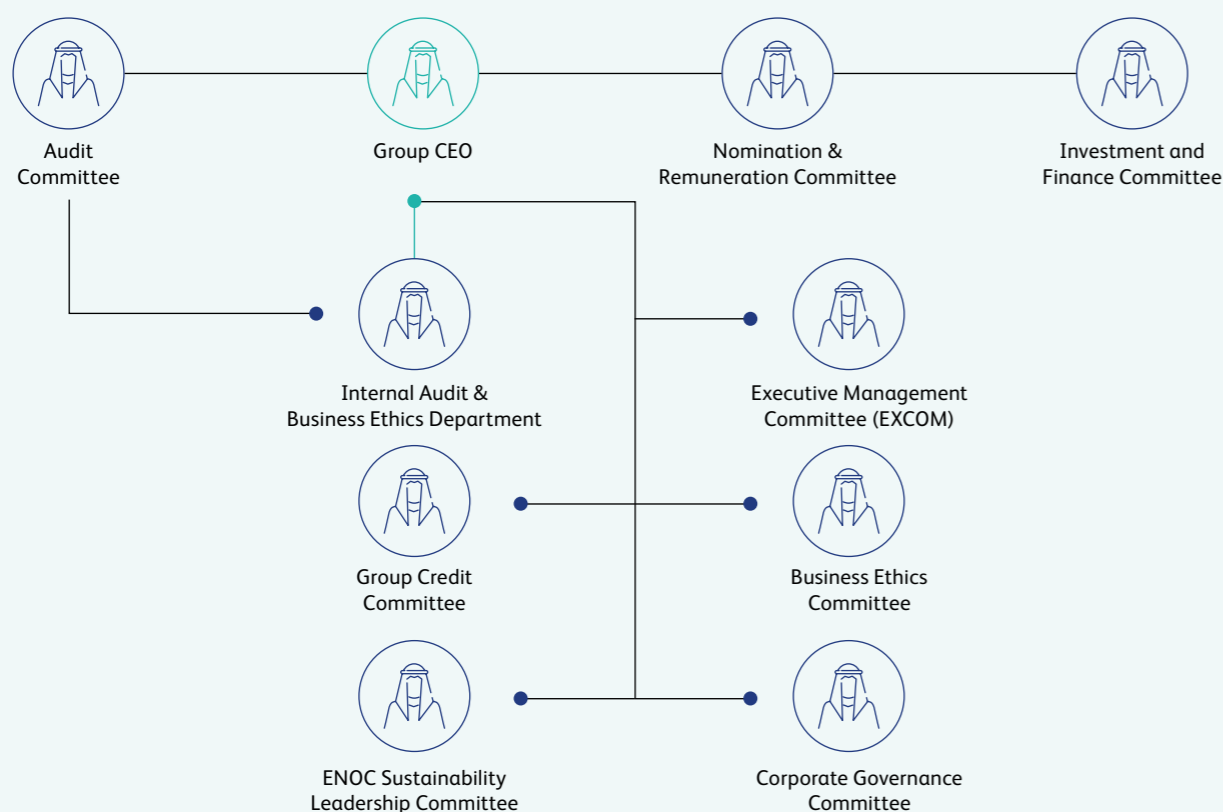 Audit
Committee
Group CEO
Nomination &
Remuneration Committee
Investment and
Finance Committee
Internal Audit &
Business Ethics Department
Executive Management
Committee (EXCOM)
Group Credit
Committee
Business Ethics
Committee
ENOC Sustainability
Leadership Committee
Corporate Governance
Committee